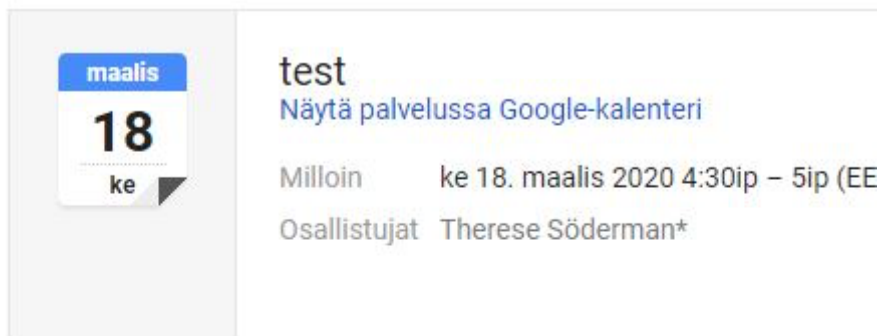 maalis
18
ke
test
Näytä palvelussa Google-kalenteri
Milloin ke 18. maalis 2020 4:30ip – 5ip (EE
Osallistujat Therese Söderman*